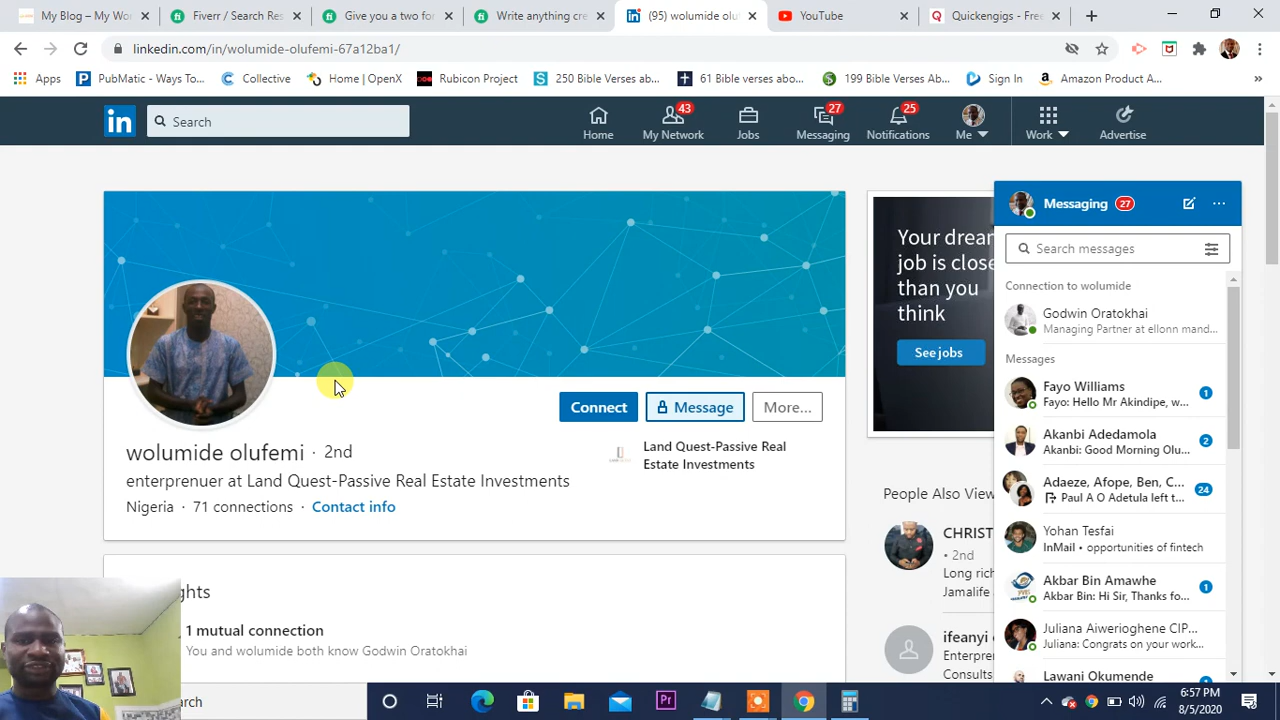 My Blog – My Wo
Fiverr / Search Res
Give you a two fo
Write anything cre
(95) wolumide olu
YouTube
Quickengigs - Fre
linkedin.com/in/wolumide-olufemi-67a12ba1/
Apps
PubMatic - Ways To...
Collective
Home | OpenX
Rubicon Project
250 Bible Verses ab...
61 bible verses abo...
199 Bible Verses Ab...
Sign In
Amazon Product A...
»
in
Search
43
27
25
Home
My Network
Jobs
Messaging
Notifications
Me
Work
Advertise
Connect
Message
More...
wolumide olufemi · 2nd
enterprenuer at Land Quest-Passive Real Estate Investments
Nigeria · 71 connections · Contact info
Land Quest-Passive Real
Estate Investments
ghts
1 mutual connection
You and wolumide both know Godwin Oratokhai
Your drea
job is close
than you
think
See jobs
People Also View
CHRIST
• 2nd
Long rich
Jamalife
ifeanyi
Enterpren
Consults
Messaging 27
Search messages
Connection to wolumide
Godwin Oratokhai
Managing Partner at ellonn mand...
Messages
Fayo Williams
Fayo: Hello Mr Akindipe, w...
1
Akanbi Adedamola
Akanbi: Good Morning Olu...
2
Adaeze, Afope, Ben, C...
Paul A O Adetula left t...
24
Yohan Tesfai
InMail • opportunities of fintech
Akbar Bin Amawhe
Akbar Bin: Hi Sir, Thanks fo...
1
Juliana Aiwerioghene CIP...
Juliana: Congrats on your work...
Lawani Okumende
arch
Pr
6:57 PM
8/5/2020